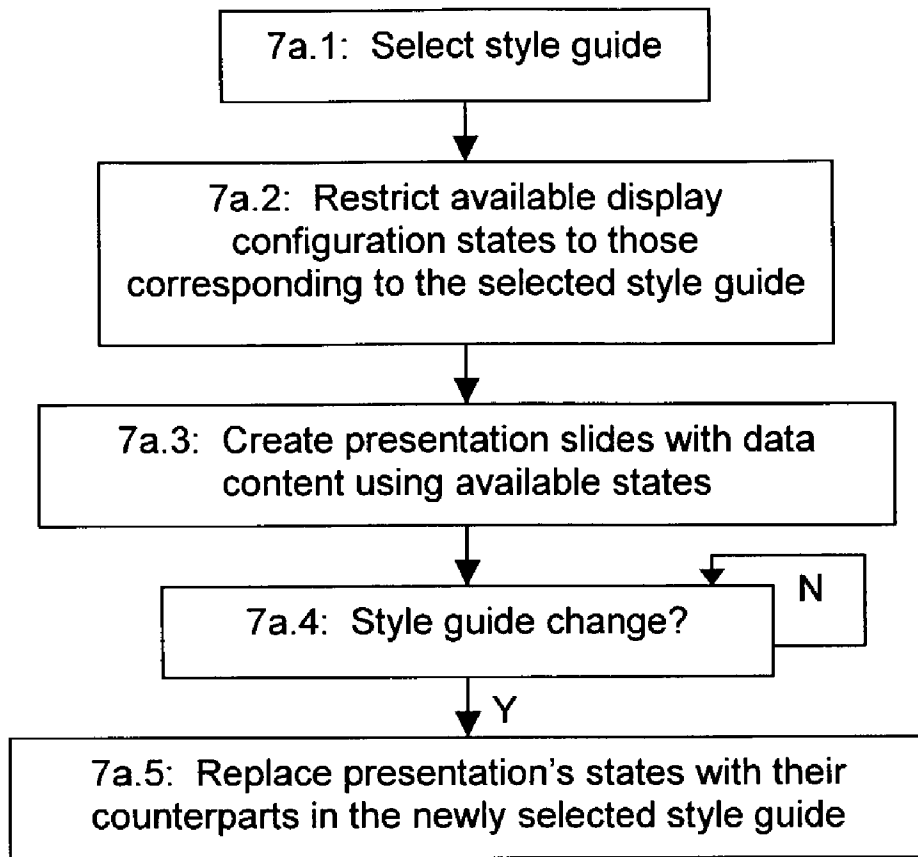 7a.1: Select style guide
7a.2: Restrict available display
configuration states to those
corresponding to the selected style guide
7a.3: Create presentation slides with data
content using available states
7a.4: Style guide change?
N
Y
7a.5: Replace presentation's states with their
counterparts in the newly selected style guide